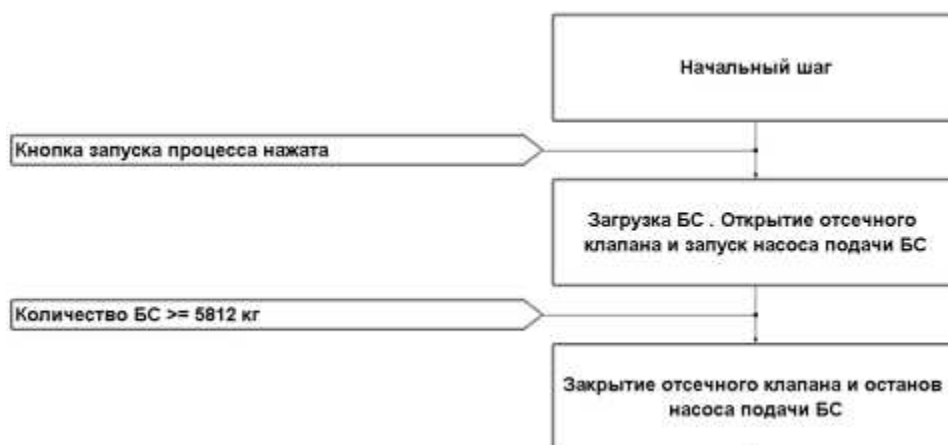 Начальный шаг
Кнопка запуска процесса нажата
Загрузка БС . Открытие отсечного
клапана и запуск насоса подачи БС
Количество БС >= 5812 кг
Закрытие отсечного клапана и останов
насоса подачи БС